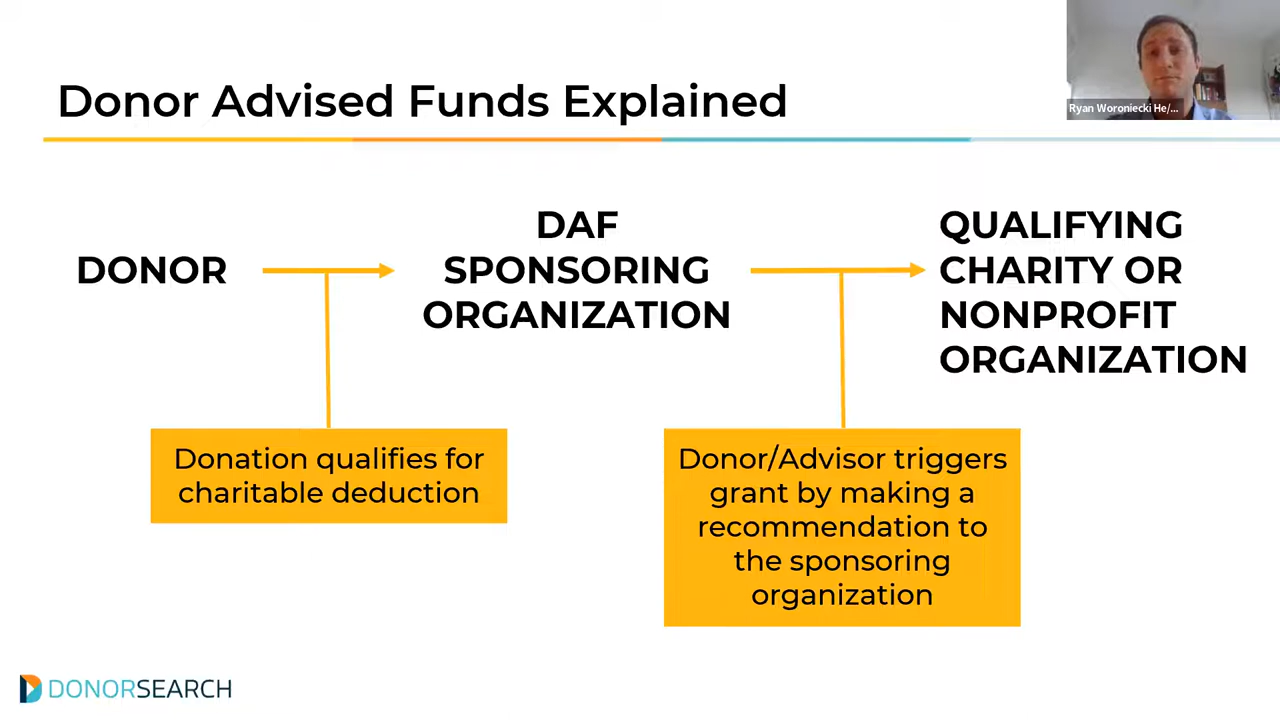 Ryan Woroniecki He/...
Donor Advised Funds Explained
DONOR
DAF
SPONSORING
ORGANIZATION
QUALIFYING
CHARITY OR
NONPROFIT
ORGANIZATION
Donation qualifies for
charitable deduction
Donor/Advisor triggers
grant by making a
recommendation to
the sponsoring
organization
DONORSEARCH